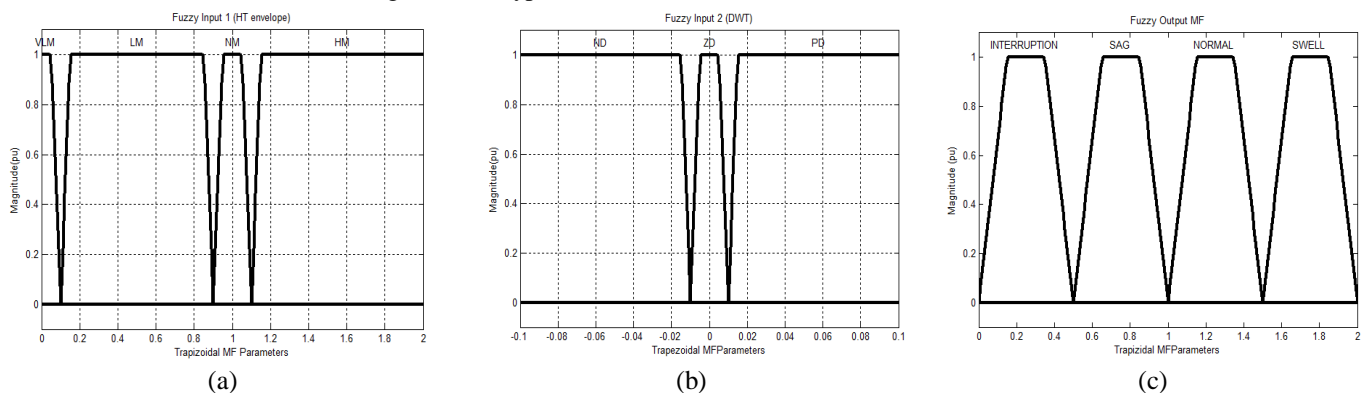 Fuzzy Input 1 (HT envelope)
VLM LM NM HM
1
0.8
0.6
0.4
0.2
0
Magnitude(pu)
0 0.2 0.4 0.6 0.8 1 1.2 1.4 1.6 1.8 2
Trapizoidal MF Parameters
(a)
Fuzzy Input 2 (DWT)
ND ZD PD
1
0.8
0.6
0.4
0.2
0
Magnitude(pu)
-0.1 -0.08 -0.06 -0.04 -0.02 0 0.02 0.04 0.06 0.08 0.1
Trapezoidal MFParameters
(b)
Fuzzy Output MF
INTERRUPTION SAG NORMAL SWELL
1
0.8
0.6
0.4
0.2
0
Magnitude (pu)
0 0.2 0.4 0.6 0.8 1 1.2 1.4 1.6 1.8 2
Trapizidal MFParameters
(c)